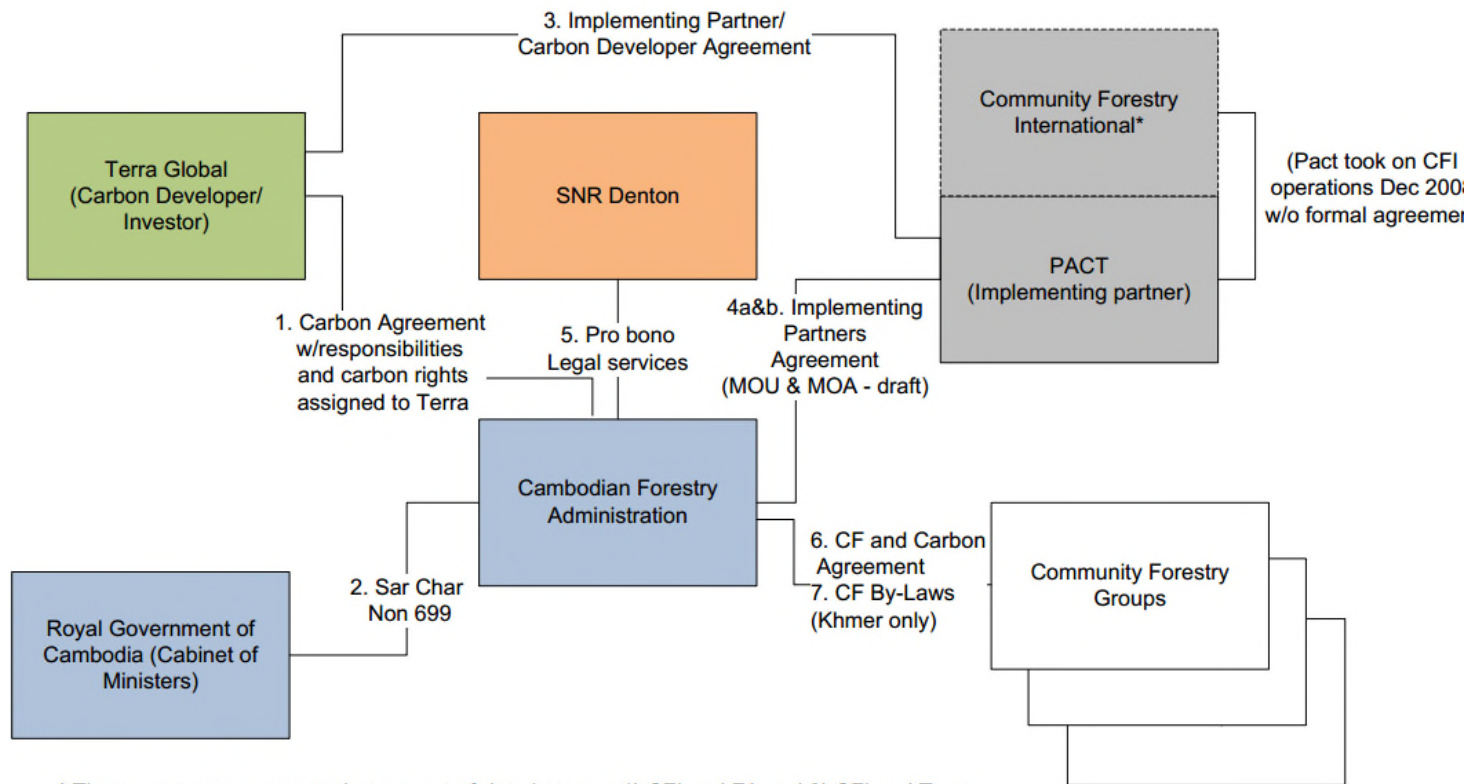 3. Implementing Partner/
Carbon Developer Agreement
Community Forestry
International*
Terra Global
(Carbon Developer/
Investor)
SNR Denton
(Pact took on CFI
operations Dec 200
w/o formal
PACT
(Implementing partner)
1. Carbon Agreement
w/responsibilities
and carbon rights
assigned to Terra
5. Pro bono
Legal services
4a&b. Implementing
Partners
Agreement
(MOU & MOA - draft)
Cambodian Forestry
Administration
2. Sar Char
Non 699
6. CF and Carbon
Agreement
7. CF By-Laws
(Khmer only)
Community Forestry
Groups
Royal Government of
Cambodia (Cabinet of
Ministers)